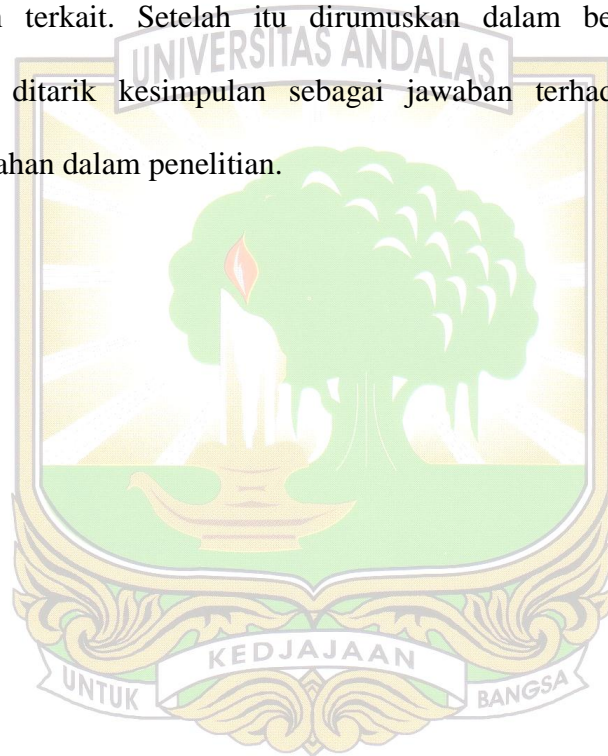 terkait. Setelah itu dirumuskan dalam be
UNIVERSITAS ANDALAS
ditarik kesimpulan sebagai jawaban terhad
ahan dalam penelitian.
KEDJAJAAN
UNTUK
BANGSA